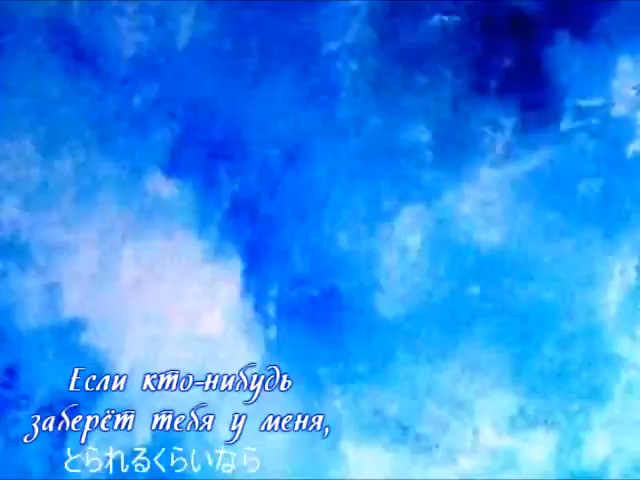 Если кто-нибудь
заберёт тебя у меня,
とられるくらいなら